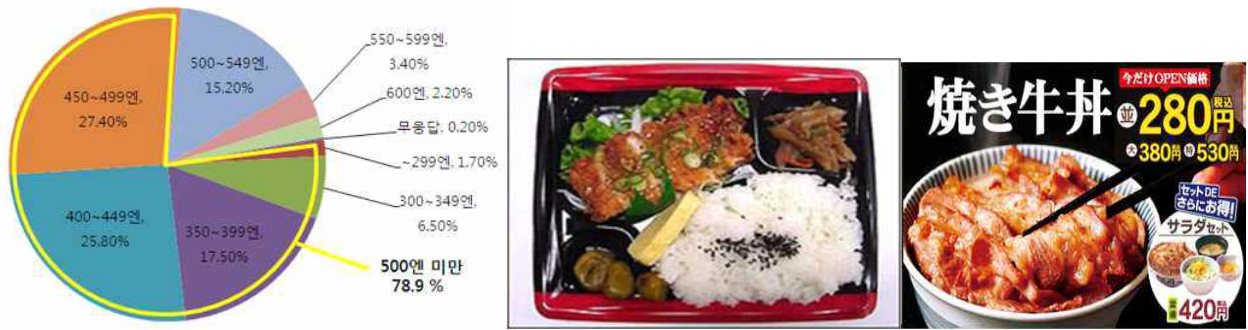 500~549엔,
15.20%
550~599엔,
3.40%
600엔, 2.20%
무응답, 0.20%
~299엔, 1.70%
300~349엔,
6.50%
350~399엔,
17.50%
400~449엔,
25.80%
450~499엔,
27.40%
500엔 미만
78.9 %
今だけOPEN価格
焼き牛丼
並280円税込
大380円 特530円
セットDE
さらにお得!
サラダセット
420円税込